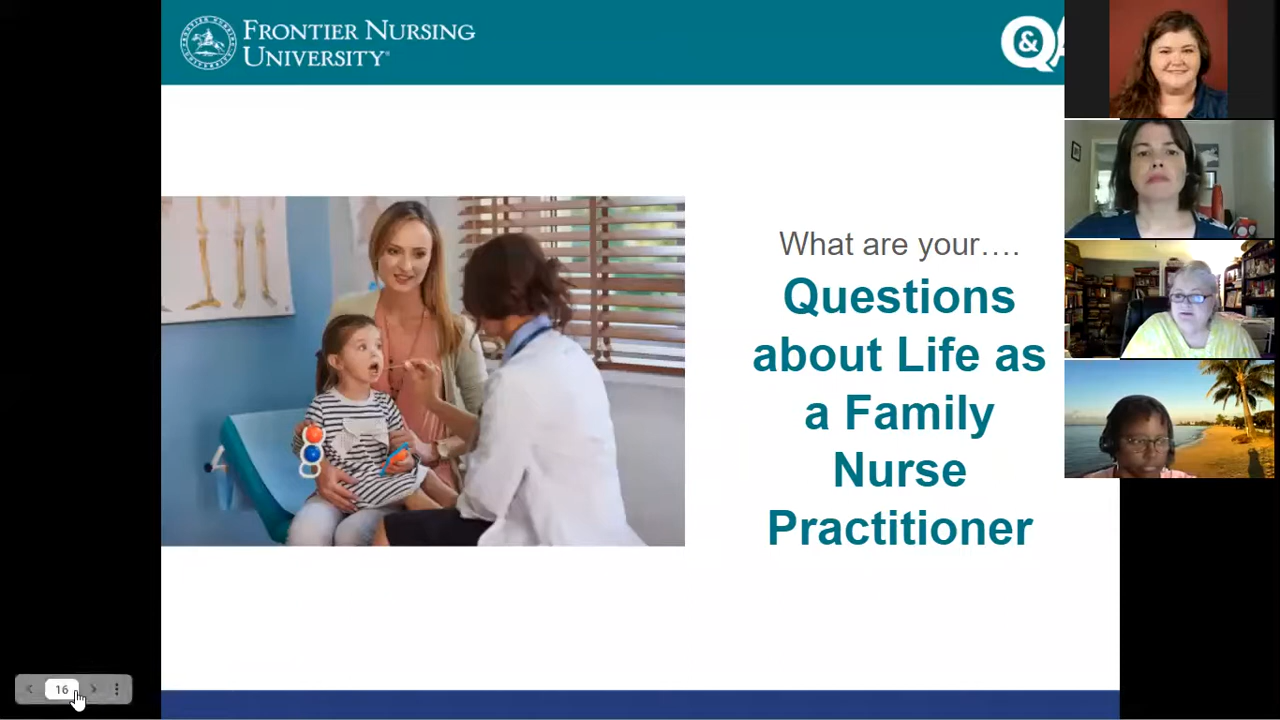 FRONTIER NURSING
UNIVERSITY®
Q&A
What are your….
Questions
about Life as
a Family
Nurse
Practitioner
16